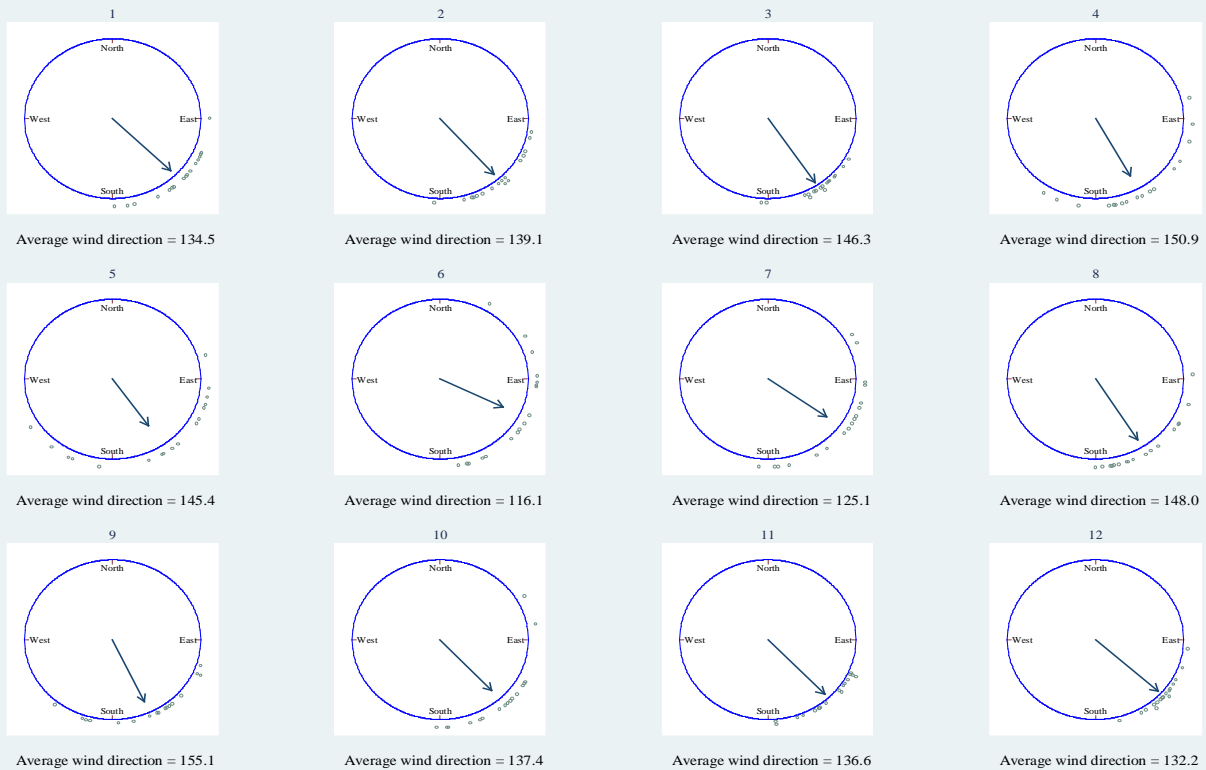 1 2 3 4
North North North North
West East West East West East West East
South South South South
Average wind direction = 134.5 Average wind direction = 139.1 Average wind direction = 146.3 Average wind direction = 150.9
5 6 7 8
North North North North
West East West East West East West East
South South South South
Average wind direction = 145.4 Average wind direction = 116.1 Average wind direction = 125.1 Average wind direction = 148.0
9 10 11 12
North North North North
West East West East West East West East
South South South South
Average wind direction = 155.1 Average wind direction = 137.4 Average wind direction = 136.6 Average wind direction = 132.2